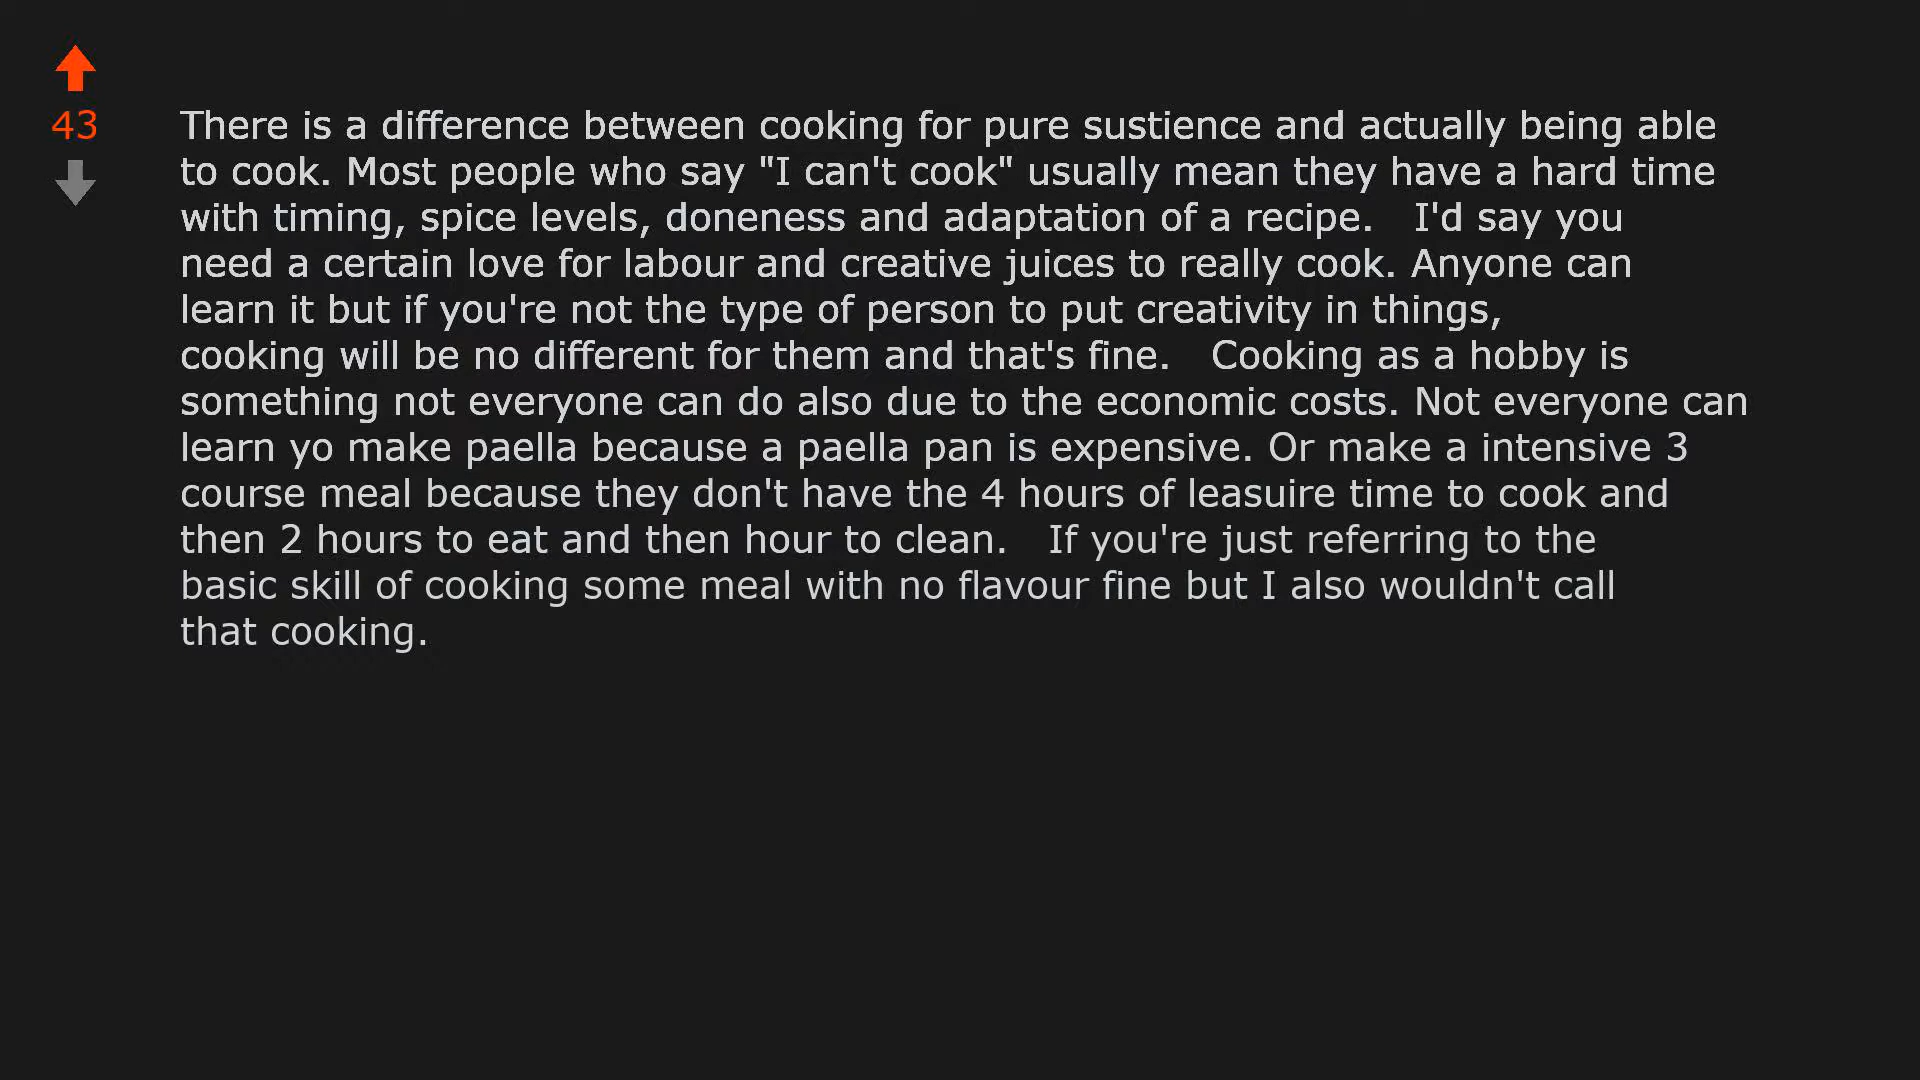 43
There is a difference between cooking for pure sustience and actually being able
to cook. Most people who say "I can't cook" usually mean they have a hard time
with timing, spice levels, doneness and adaptation of a recipe.   I'd say you
need a certain love for labour and creative juices to really cook. Anyone can
learn it but if you're not the type of person to put creativity in things,
cooking will be no different for them and that's fine.   Cooking as a hobby is
something not everyone can do also due to the economic costs. Not everyone can
learn yo make paella because a paella pan is expensive. Or make a intensive 3
course meal because they don't have the 4 hours of leasuire time to cook and
then 2 hours to eat and then hour to clean.   If you're just referring to the
basic skill of cooking some meal with no flavour fine but I also wouldn't call
that cooking.